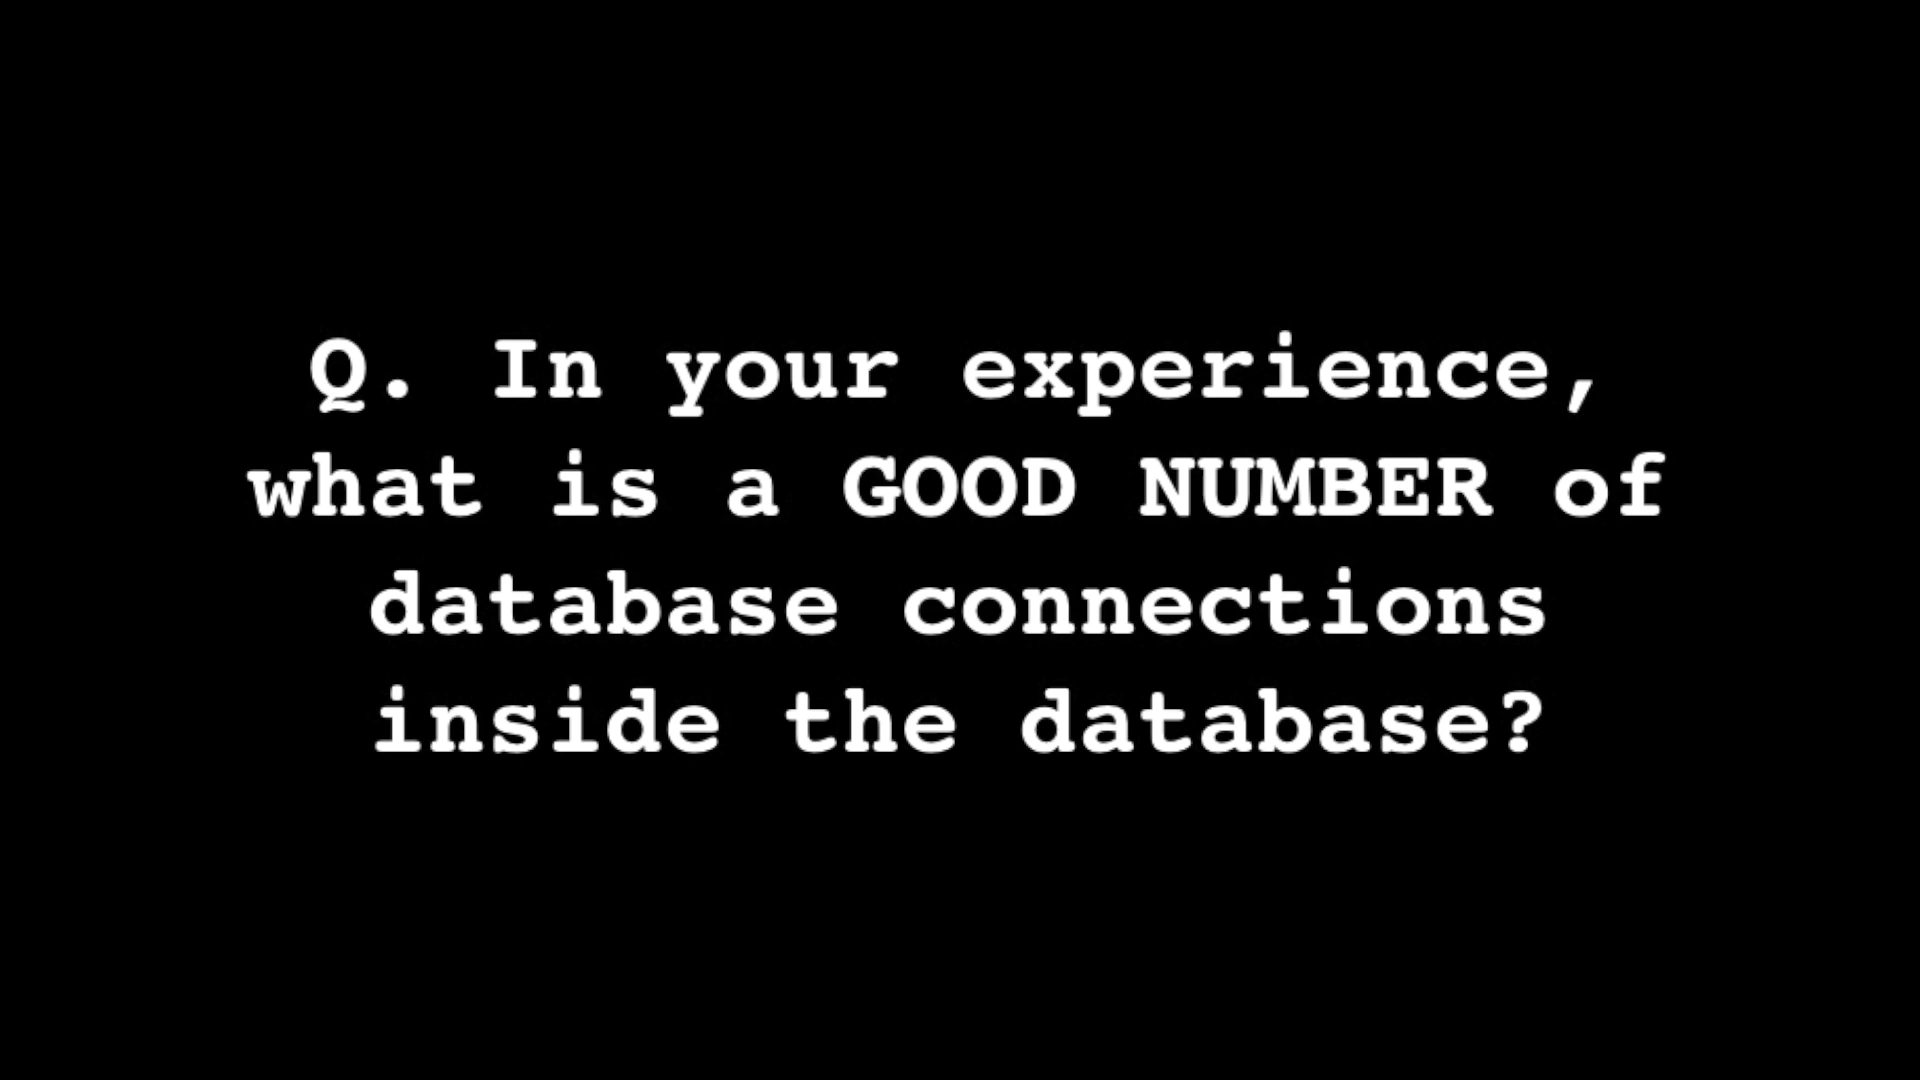 Q. In your experience,
what is a GOOD NUMBER of
database connections
inside the database?